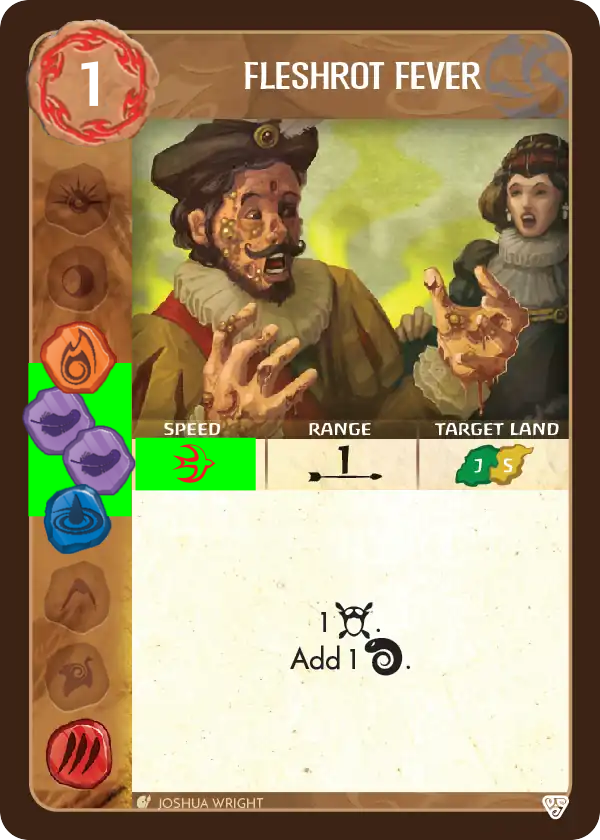 1
FLESHROT FEVER
SPEED
RANGE
TARGET LAND
1
J S
1 .
Add 1 .
JOSHUA WRIGHT